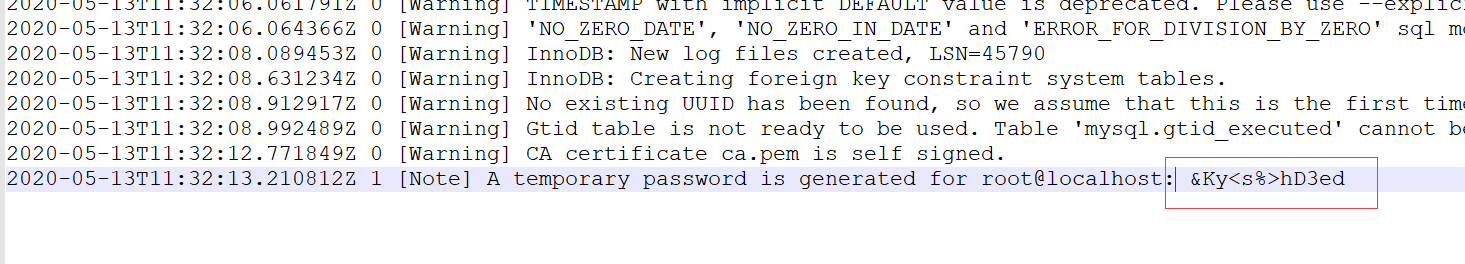 2020-05-13T11:32:06.061791Z 0 [Warning] TIMESTAMP with implicit DEFAULT value is deprecated. Please use --explic
2020-05-13T11:32:06.064366Z 0 [Warning] 'NO_ZERO_DATE', 'NO_ZERO_IN_DATE' and 'ERROR_FOR_DIVISION_BY_ZERO' sql mo
2020-05-13T11:32:08.089453Z 0 [Warning] InnoDB: New log files created, LSN=45790
2020-05-13T11:32:08.631234Z 0 [Warning] InnoDB: Creating foreign key constraint system tables.
2020-05-13T11:32:08.912917Z 0 [Warning] No existing UUID has been found, so we assume that this is the first time
2020-05-13T11:32:08.992489Z 0 [Warning] Gtid table is not ready to be used. Table 'mysql.gtid_executed' cannot be
2020-05-13T11:32:12.771849Z 0 [Warning] CA certificate ca.pem is self signed.
2020-05-13T11:32:13.210812Z 1 [Note] A temporary password is generated for root@localhost: &Ky<s%>hD3ed